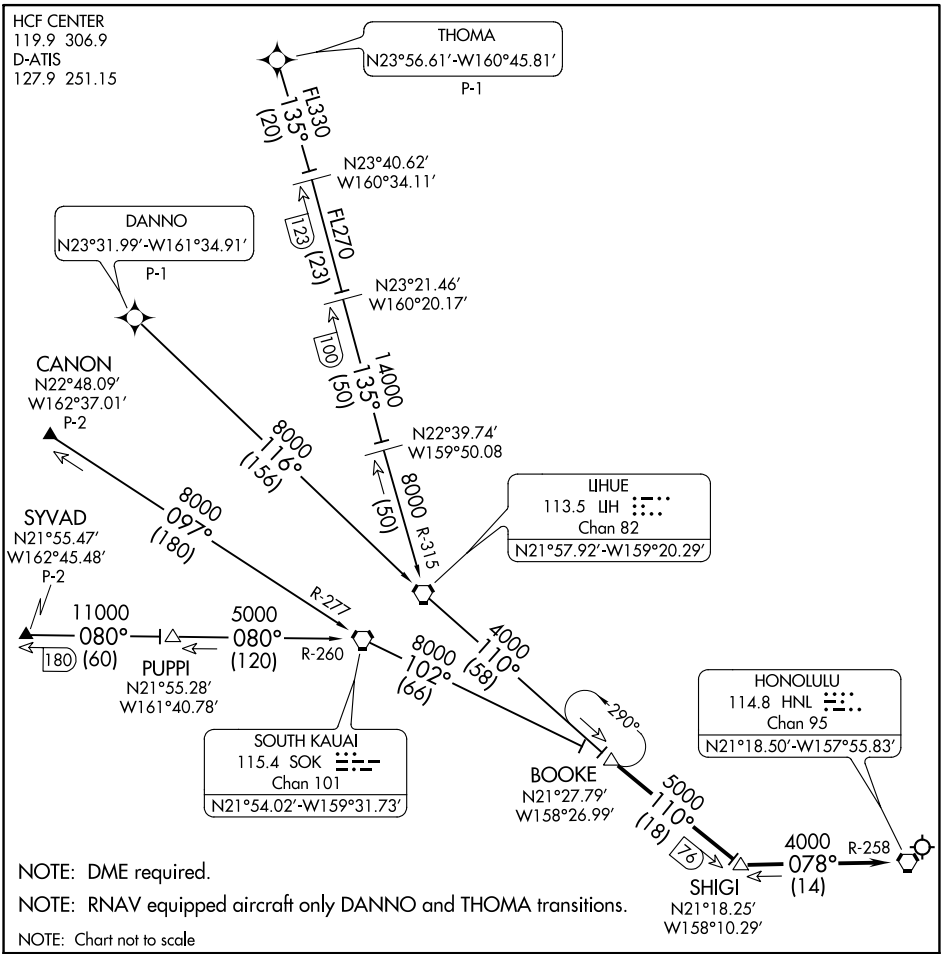 HCF CENTER
119.9 306.9
D-ATIS
127.9 251.15
THOMA
N23°56.61′-W160°45.81′
P-1
FL330
135°
(20)
N23°40.62′
W160°34.11′
123
FL270
(23)
N23°21.46′
W160°20.17′
100
14000
135°
(50)
N22°39.74′
W159°50.08
8000
(50)
R-315
DANNO
N23°31.99′-W161°34.91′
P-1
8000
116°
(156)
CANON
N22°48.09′
W162°37.01′
P-2
8000
097°
(180)
R-277
SYVAD
N21°55.47′
W162°45.48′
P-2
11000
080°
180
(60)
PUPPI
N21°55.28′
W161°40.78′
5000
080°
(120)
R-260
LIHUE
113.5 LIH
Chan 82
N21°57.92′-W159°20.29′
4000
110°
(58)
8000
102°
(66)
SOUTH KAUAI
115.4 SOK
Chan 101
N21°54.02′-W159°31.73′
290°
BOOKE
N21°27.79′
W158°26.99′
5000
110°
(18)
76
SHIGI
N21°18.25′
W158°10.29′
4000
078°
(14)
R-258
HONOLULU
114.8 HNL
Chan 95
N21°18.50′-W157°55.83′
NOTE: DME required.
NOTE: RNAV equipped aircraft only DANNO and THOMA transitions.
NOTE: Chart not to scale